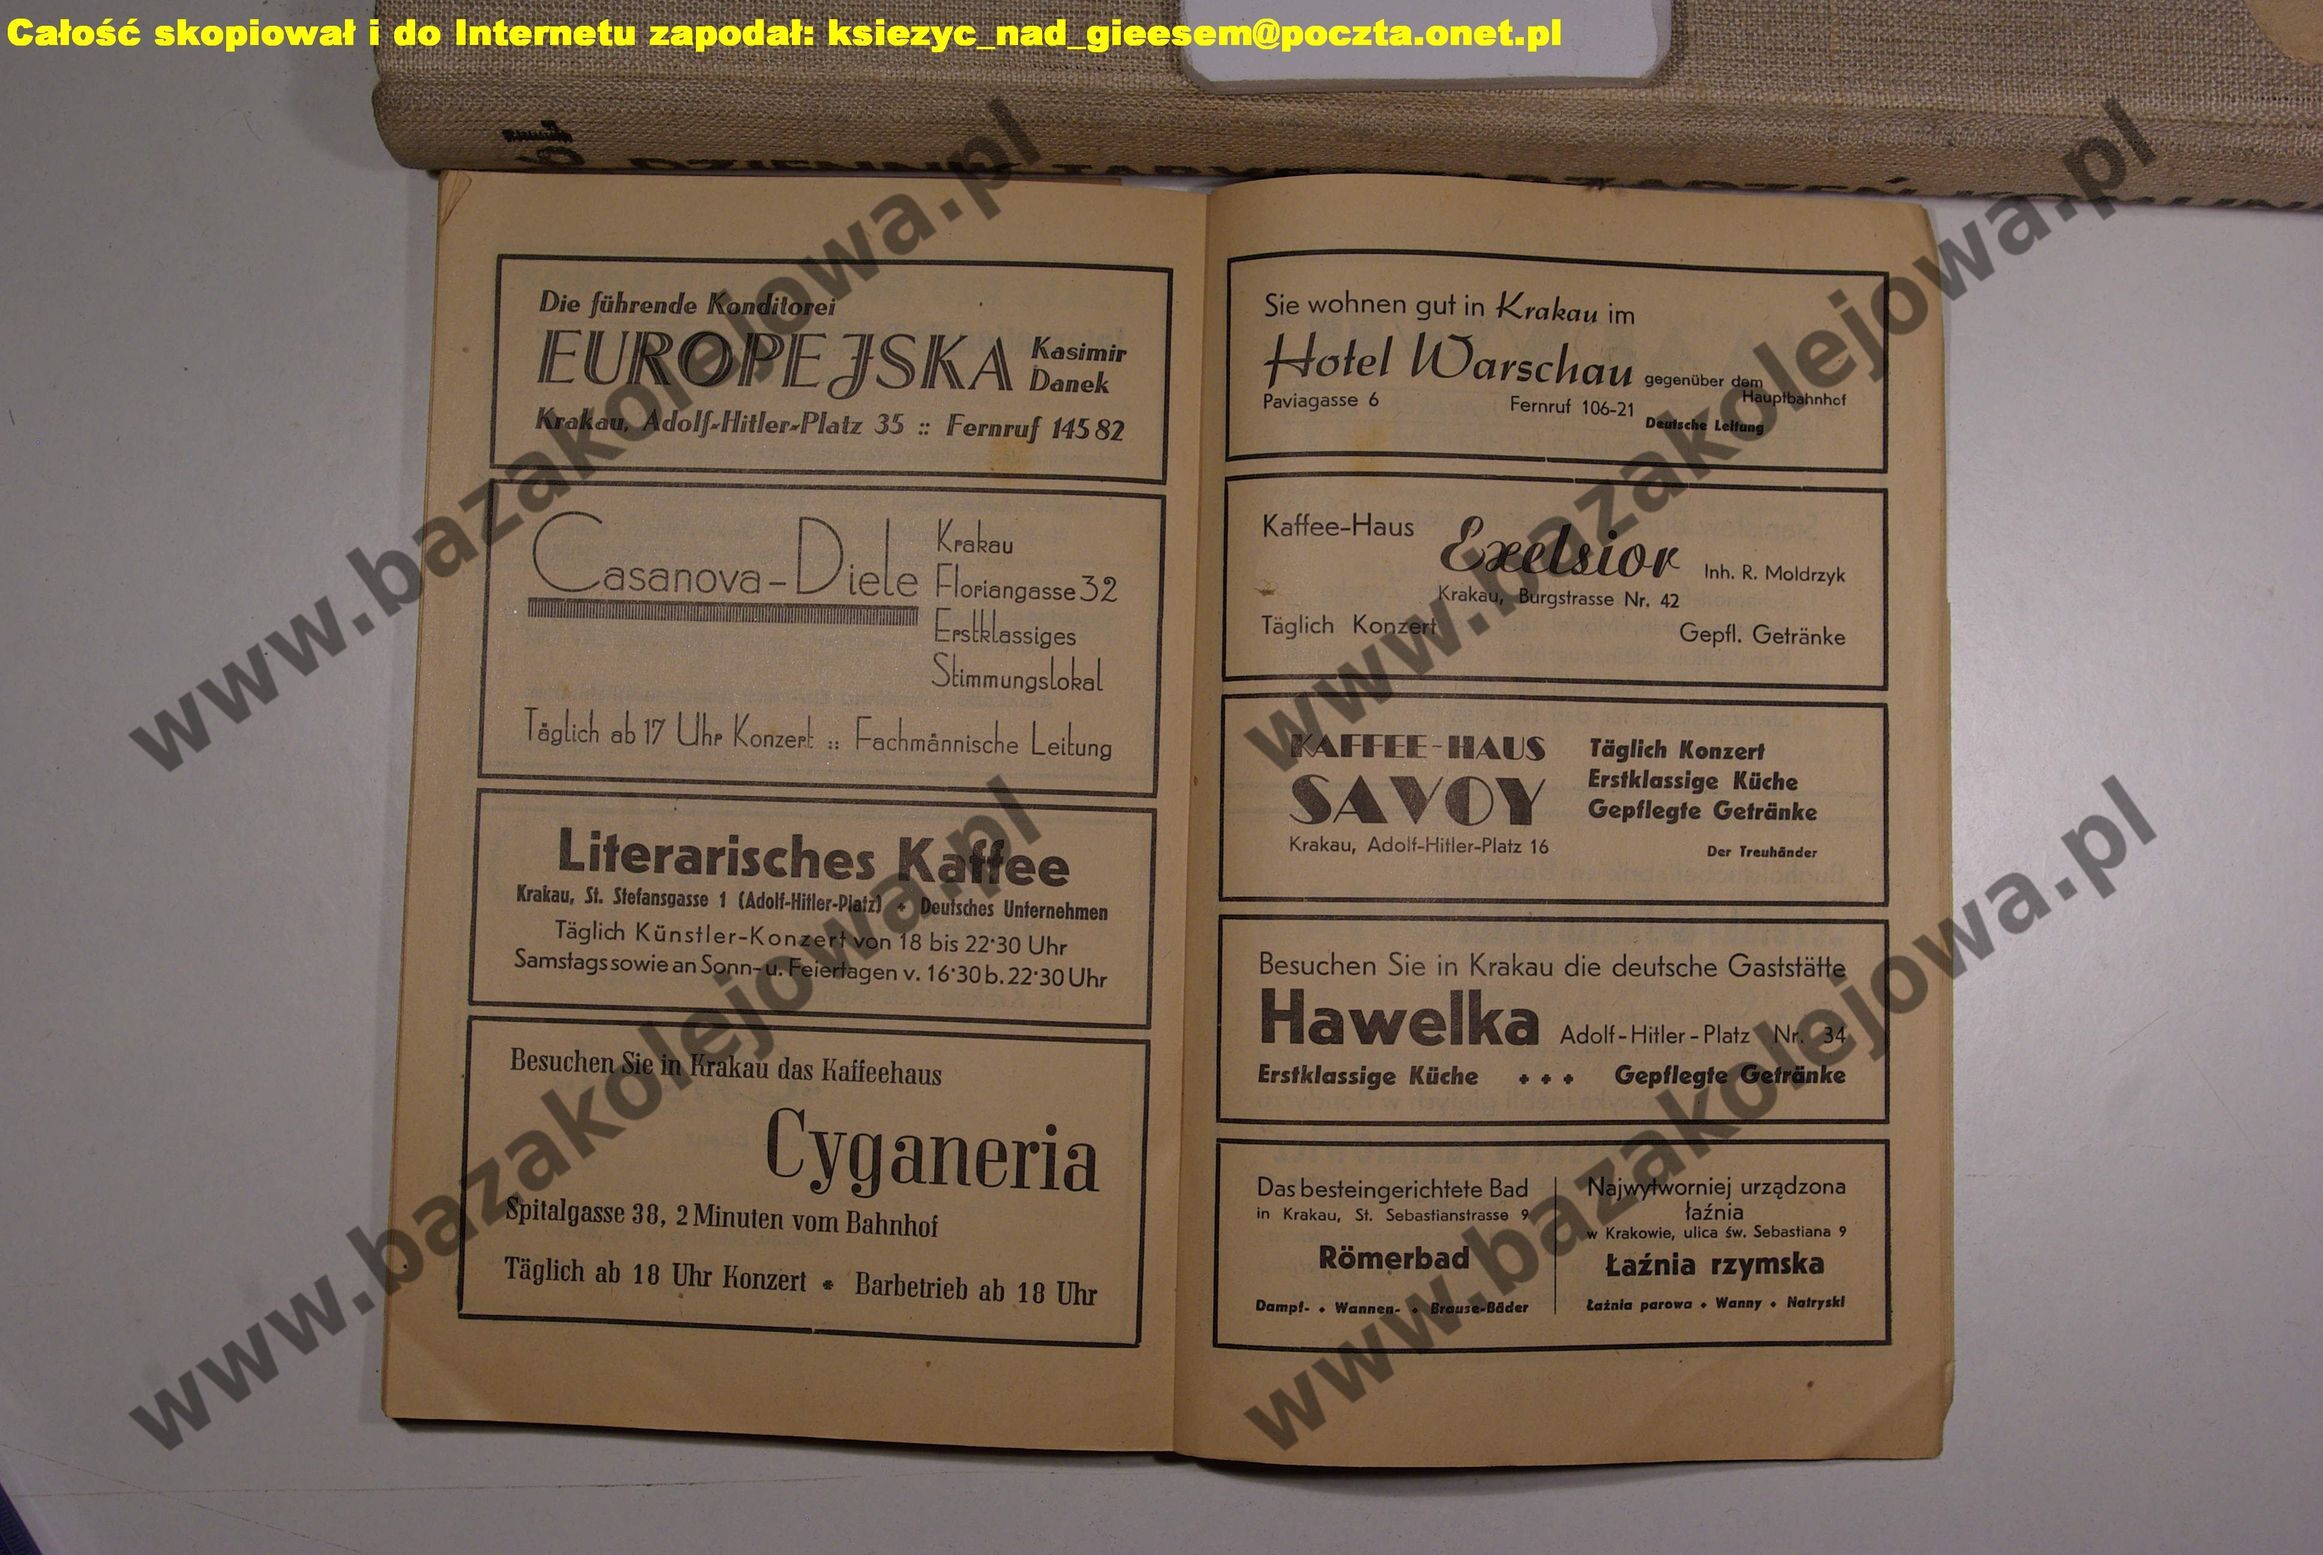 Całość skopiował i do Internetu zapodał: ksiezyc_nad_gieesem@poczta.onet.pl
Die führende Konditorei
EUROPEJSKA Kasimir Danek
Krakau, Adolf-Hitler-Platz 35 :: Fernruf 145 82
Casanova-Diele
Krakau
Floriangasse 32
Erstklassiges
Stimmungslokal
Täglich ab 17 Uhr Konzert :: Fachmännische Leitung
Literarisches Kaffee
Krakau, St. Stefansgasse 1 (Adolf-Hitler-Platz) + Deutsches Unternehmen
Täglich Künstler-Konzert von 18 bis 22·30 Uhr
Samstags sowie an Sonn- u. Feiertagen v. 16·30 b. 22·30 Uhr
Besuchen Sie in Krakau das Kaffeehaus
Cyganeria
Spitalgasse 38, 2 Minuten vom Bahnhof
Täglich ab 18 Uhr Konzert * Barbetrieb ab 18 Uhr
Sie wohnen gut in Krakau im
Hotel Warschau gegenüber dem Hauptbahnhof
Paviagasse 6 Fernruf 106-21
Deutsche Leitung
Kaffee-Haus
Exelsior Inh. R. Moldrzyk
Krakau, Burgstrasse Nr. 42
Täglich Konzert Gepfl. Getränke
KAFFEE-HAUS
SAVOY
Krakau, Adolf-Hitler-Platz 16
Täglich Konzert
Erstklassige Küche
Gepflegte Getränke
Der Treuhänder
Besuchen Sie in Krakau die deutsche Gaststätte
Hawelka Adolf-Hitler-Platz Nr. 34
Erstklassige Küche + + + Gepflegte Getränke
Das besteingerichtete Bad
in Krakau, St. Sebastianstrasse 9
Römerbad
Dampf- + Wannen- + Brause-Bäder
Najwytworniej urządzona
łaźnia
w Krakowie, ulica św. Sebastiana 9
Łaźnia rzymska
Łaźnia parowa + Wanny + Natryski
www.bazakolejowa.pl
www.bazakolejowa.pl
www.bazakolejowa.pl
www.bazakolejowa.pl